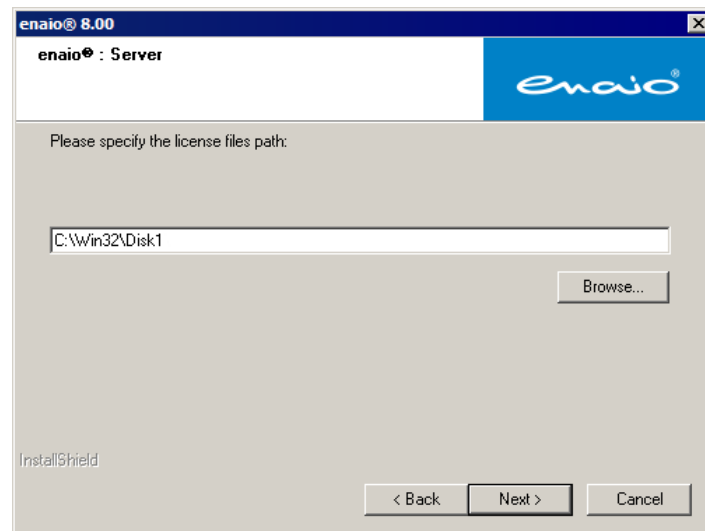 enaio® 8.00
enaio® : Server
enaio®
Please specify the license files path:
C:\Win32\Disk1
Browse...
InstallShield
< Back Next > Cancel